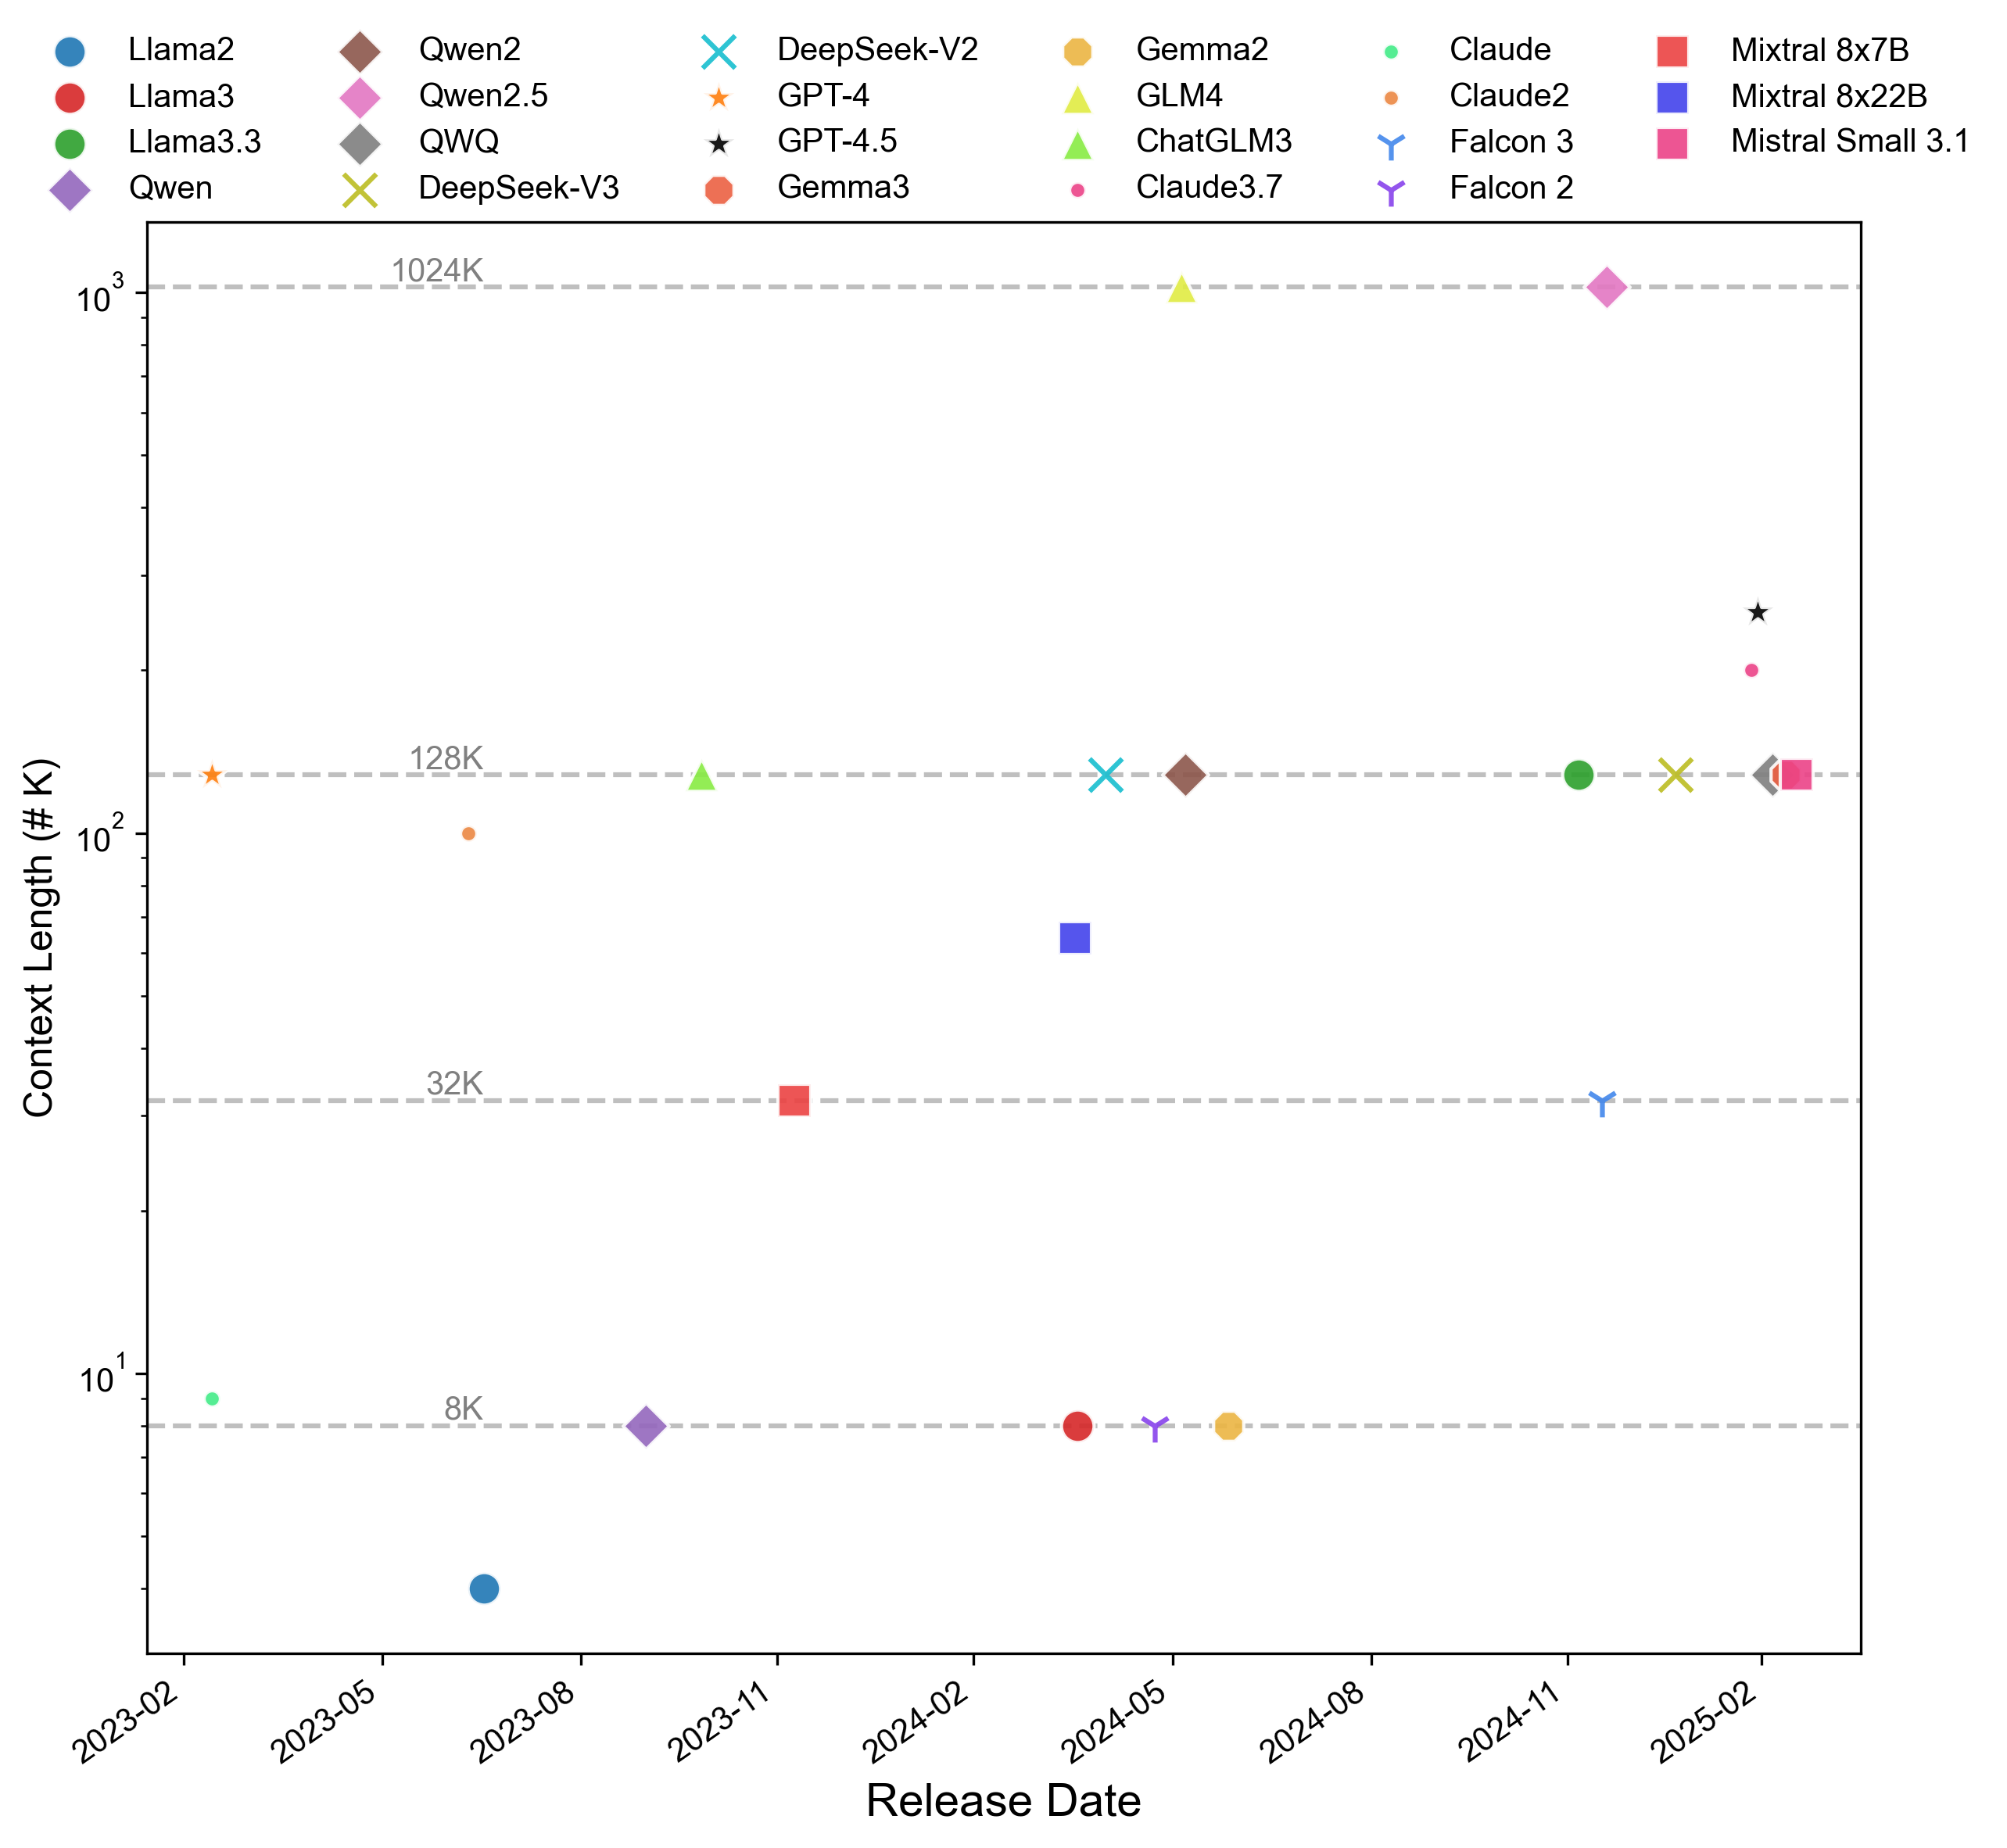 Llama2 Qwen2 DeepSeek-V2 Gemma2 Claude Mixtral 8x7B
Llama3 Qwen2.5 GPT-4 GLM4 Claude2 Mixtral 8x22B
Llama3.3 QWQ GPT-4.5 ChatGLM3 Falcon 3 Mistral Small 3.1
Qwen DeepSeek-V3 Gemma3 Claude3.7 Falcon 2
1024K
10^3
128K
10^2
32K
10^1
8K
Context Length (# K)
2023-02 2023-05 2023-08 2023-11 2024-02 2024-05 2024-08 2024-11 2025-02
Release Date